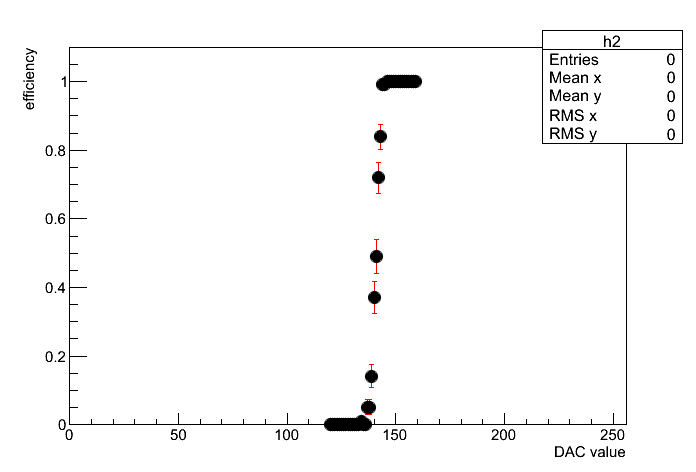 h2
Entries 0
Mean x 0
Mean y 0
RMS x 0
RMS y 0
efficiency
1
0.8
0.6
0.4
0.2
0
0 50 100 150 200 250
DAC value